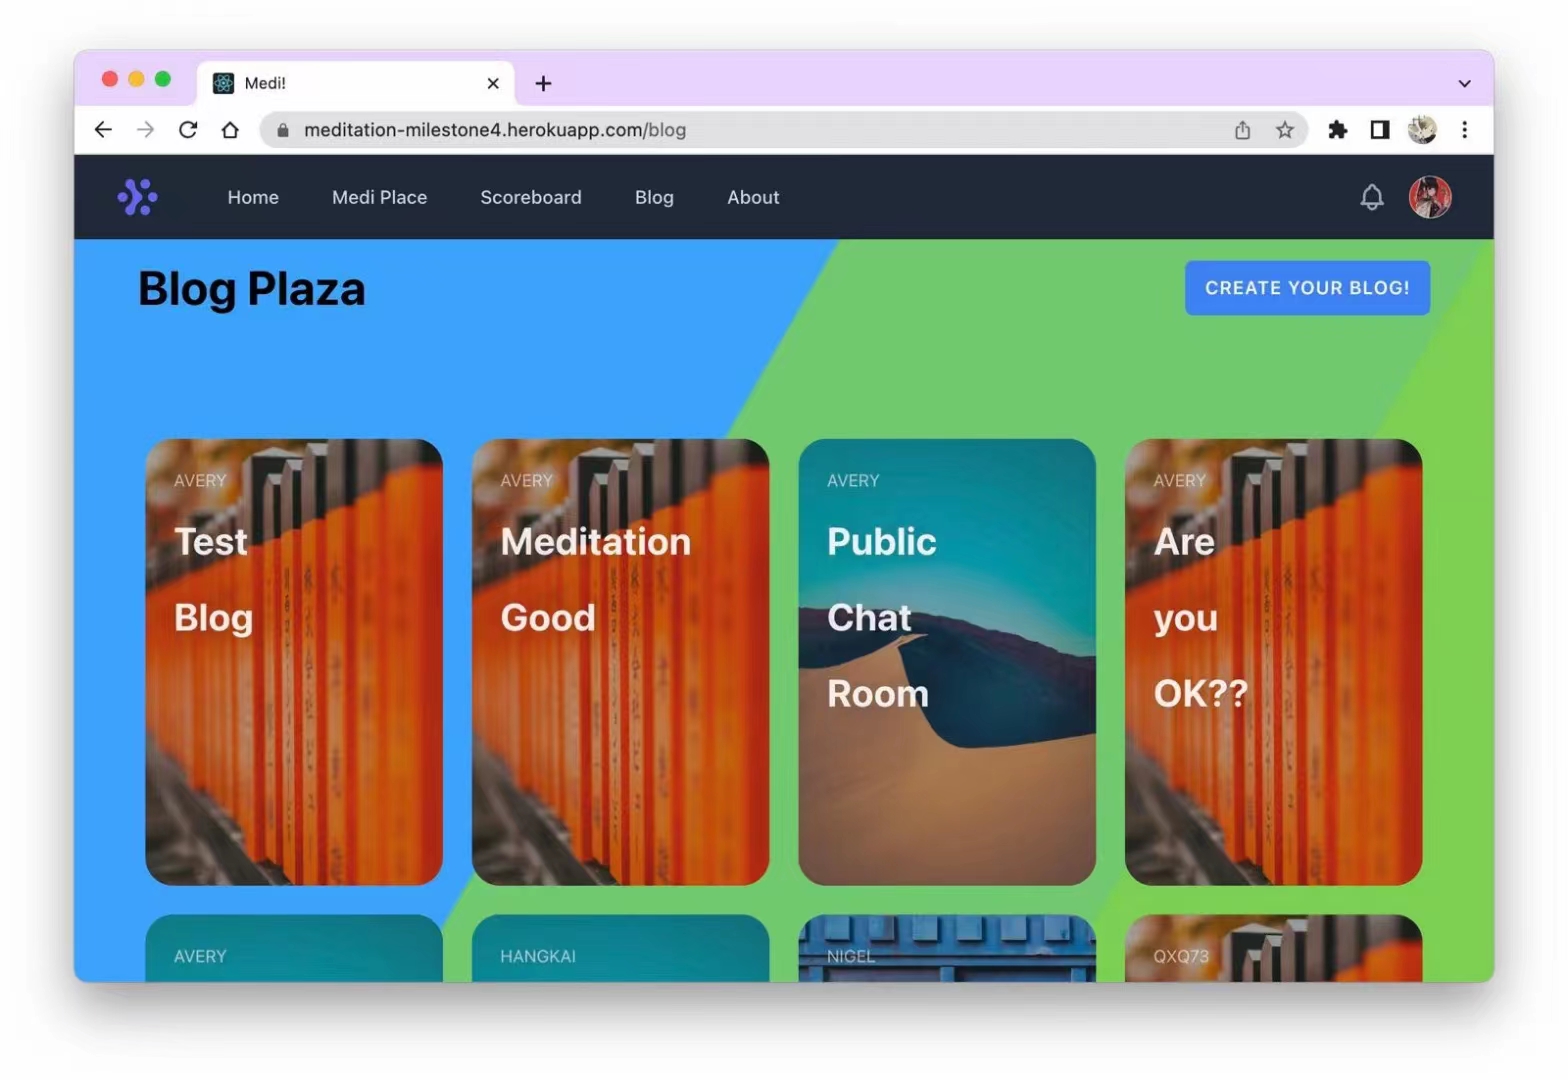 Medi!
meditation-milestone4.herokuapp.com/blog
Home Medi Place Scoreboard Blog About
Blog Plaza
CREATE YOUR BLOG!
AVERY
Test
Blog
AVERY
Meditation
Good
AVERY
Public
Chat
Room
AVERY
Are
you
OK??
AVERY
HANGKAI
NIGEL
QXQ73